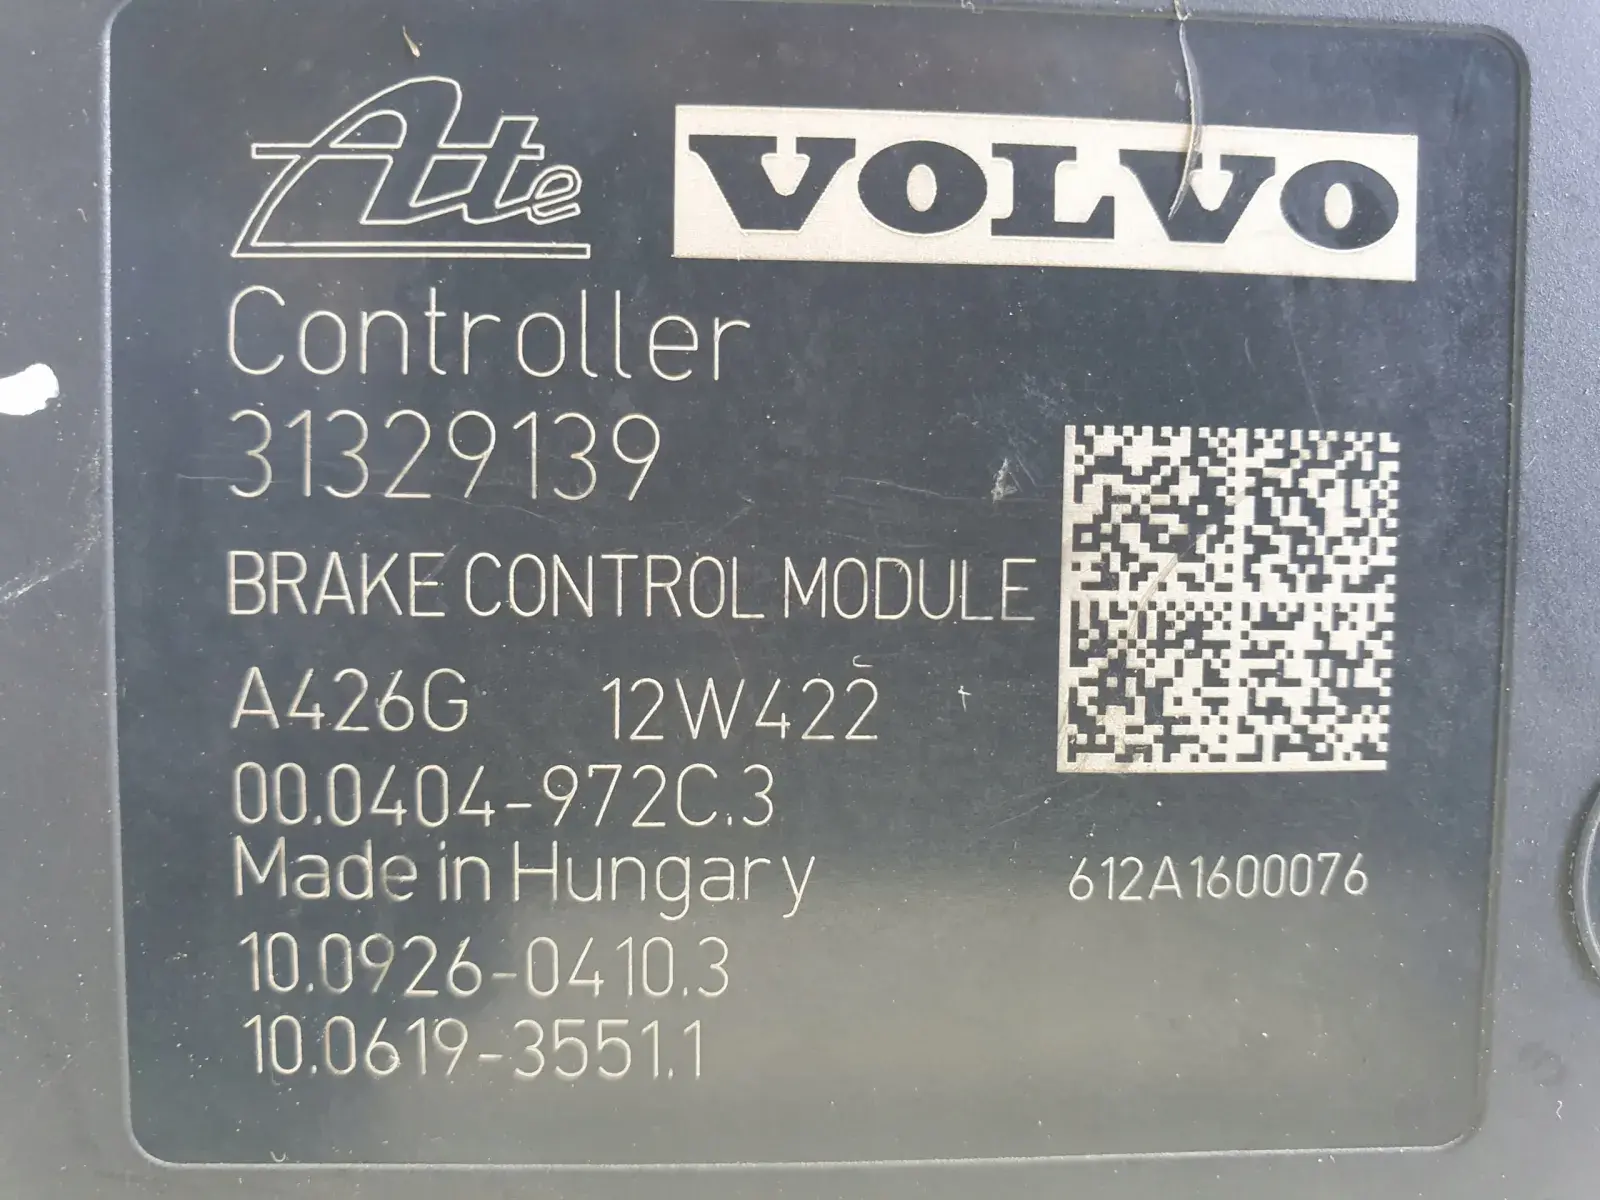 Ate VOLVO
Controller
31329139
BRAKE CONTROL MODULE
A426G 12W422
00.0404-972C.3
Made in Hungary 612A1600076
10.0926-0410.3
10.0619-3551.1